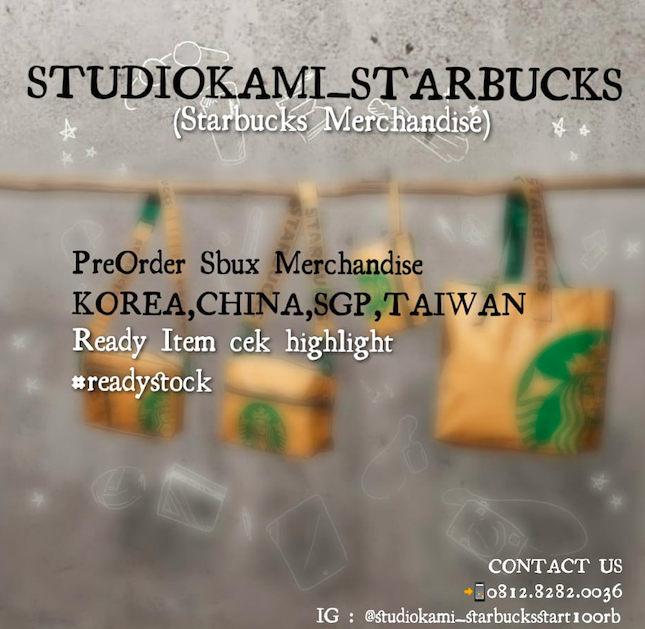 STUDIOKAMI_STARBUCKS
(Starbucks Merchandise)
PreOrder Sbux Merchandise
KOREA,CHINA,SGP,TAIWAN
Ready Item cek highlight
#readystock
CONTACT US
0812.8282.0036
IG : @studiokami_starbucksstart100rb